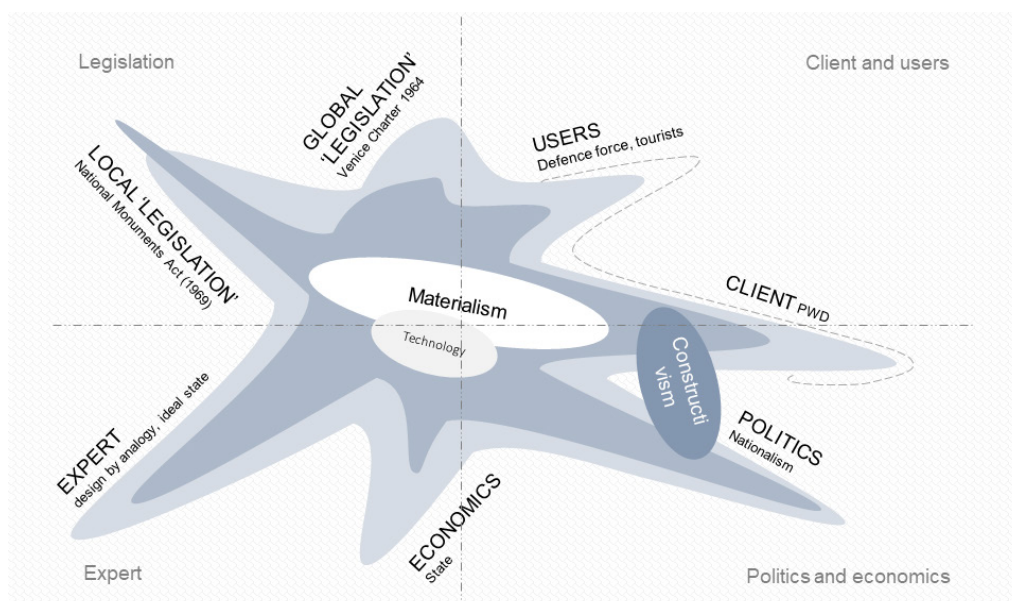 Legislation
Client and users
GLOBAL
'LEGISLATION'
Venice Charter 1964
USERS
Defence force, tourists
LOCAL 'LEGISLATION'
National Monuments Act (1969)
CLIENT PWD
Materialism
Technology
Constructi
vism
EXPERT
design by analogy, ideal state
POLITICS
Nationalism
ECONOMICS
State
Expert
Politics and economics